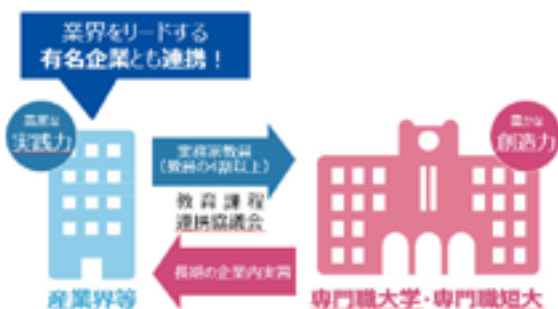 業界をリードする
有名企業とも連携！
高度な
実践力
豊かな
創造力
実務家教員
(教員の4割以上)
教育課程
連携協議会
長期の企業内実習
産業界等
専門職大学・専門職短大